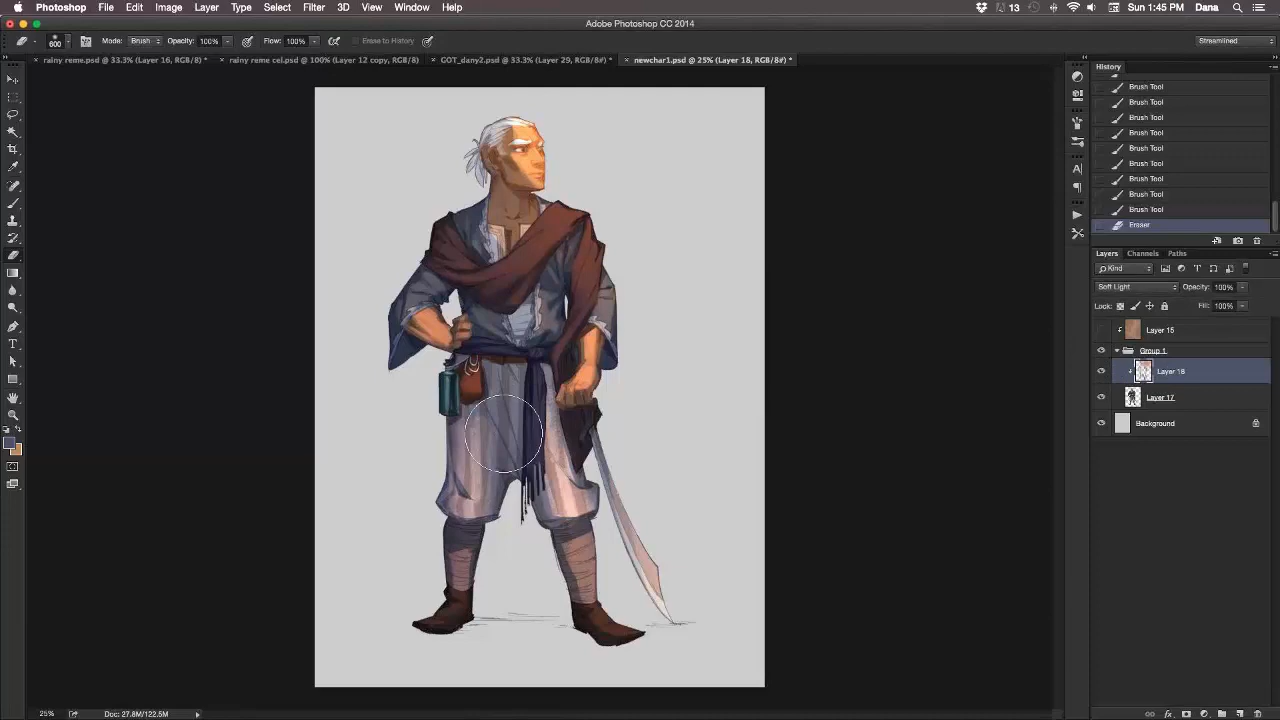 Photoshop File Edit Image Layer Type Select Filter 3D View Window Help 13 Sun 1:45 PM Dana
Adobe Photoshop CC 2014
600 Mode: Brush Opacity: 100% Flow: 100% Erase to History Streamlined
× rainy reme.psd @ 33.3% (Layer 16, RGB/8) * × rainy reme cel.psd @ 100% (Layer 12 copy, RGB/8) × GOT_dany2.psd @ 33.3% (Layer 29, RGB/8#) * × newchar1.psd @ 25% (Layer 18, RGB/8#) *
History
Brush Tool
Brush Tool
Brush Tool
Brush Tool
Brush Tool
Brush Tool
Brush Tool
Brush Tool
Brush Tool
Eraser
Layers Channels Paths
Kind
Soft Light Opacity: 100%
Lock: Fill: 100%
Layer 15
Group 1
Layer 18
Layer 17
Background
25% Doc: 27.8M/122.5M